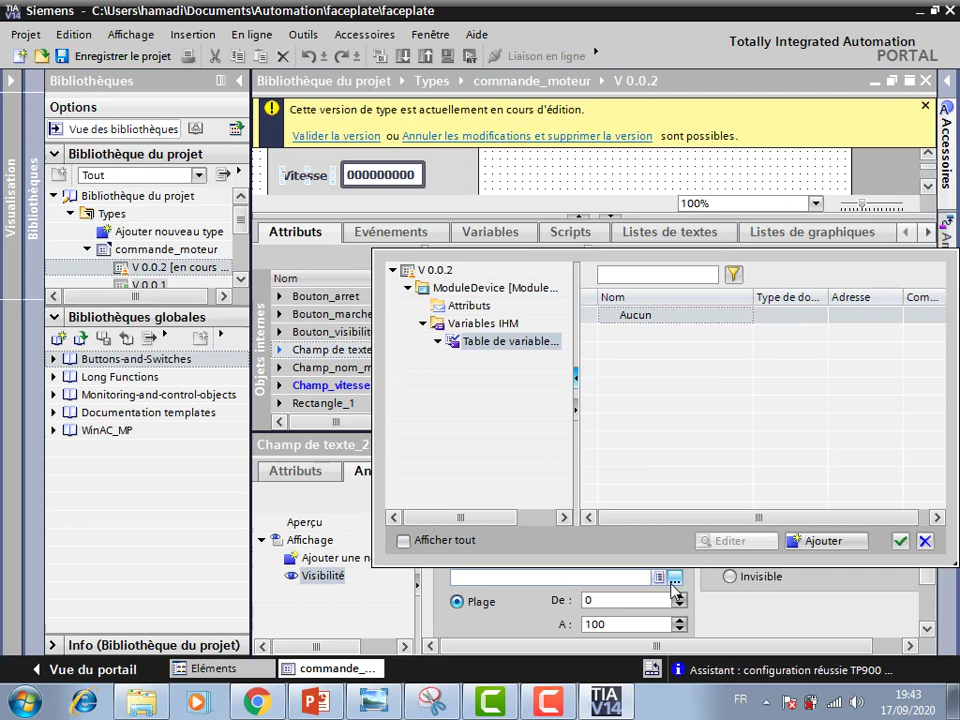 Siemens - C:\Users\hamadi\Documents\Automation\faceplate\faceplate
TIA V14
Projet Edition Affichage Insertion En ligne Outils Accessoires Fenêtre Aide
Totally Integrated Automation
PORTAL
Enregistrer le projet
Liaison en ligne
Bibliothèques
Bibliothèque du projet Types commande_moteur V 0.0.2
Options
Vue des bibliothèques
Cette version de type est actuellement en cours d'édition.
Valider la version ou Annuler les modifications et supprimer la version sont possibles.
Visualisation
Bibliothèques
Accessoires
Bibliothèque du projet
Tout
Bibliothèque du projet
Types
Ajouter nouveau type
commande_moteur
V 0.0.2 [en cours ...
V 0.0.1
Vitesse 000000000
100%
Attributs Evénements Variables Scripts Listes de textes Listes de graphiques
Bibliothèques globales
Buttons-and-Switches
Long Functions
Monitoring-and-control-objects
Documentation templates
WinAC_MP
Objets internes
Nom
Bouton_arret
Bouton_marche
Bouton_visibili
Champ de texte
Champ_nom_m
Champ_vitesse
Rectangle_1
V 0.0.2
ModuleDevice [Module...
Attributs
Variables IHM
Table de variable...
Nom Type de do... Adresse Com...
Aucun
Afficher tout
Editer Ajouter
Champ de texte_2
Attributs An
Aperçu
Affichage
Ajouter une n
Visibilité
Invisible
Plage De : 0
A : 100
Info (Bibliothèque du projet)
Vue du portail Eléments commande_...
Assistant : configuration réussie TP900 ...
TIA V14
FR
19:43
17/09/2020